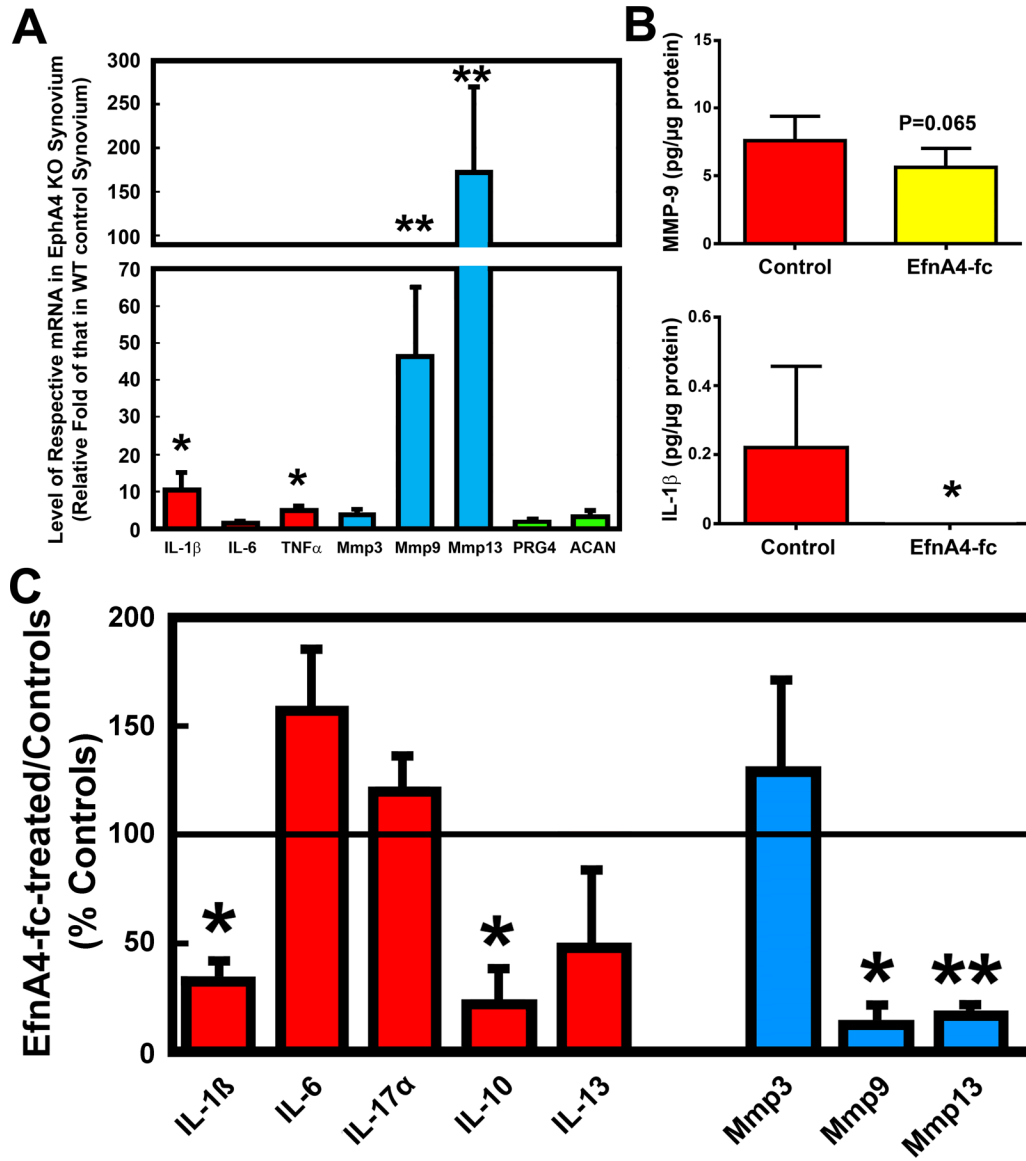 A
Level of Respective mRNA in EphA4 KO Synovium
(Relative Fold of that in WT control Synovium)
300
250
200
150
100
70
60
50
40
30
20
10
0
*
*
**
**
IL-1β
IL-6
TNFα
Mmp3
Mmp9
Mmp13
PRG4
ACAN
B
MMP-9 (pg/µg protein)
15
10
5
0
P=0.065
Control
EfnA4-fc
IL-1β (pg/µg protein)
0.6
0.4
0.2
0
*
Control
EfnA4-fc
C
EfnA4-fc-treated/Controls
(% Controls)
200
150
100
50
0
*
*
*
**
IL-1ß
IL-6
IL-17α
IL-10
IL-13
Mmp3
Mmp9
Mmp13